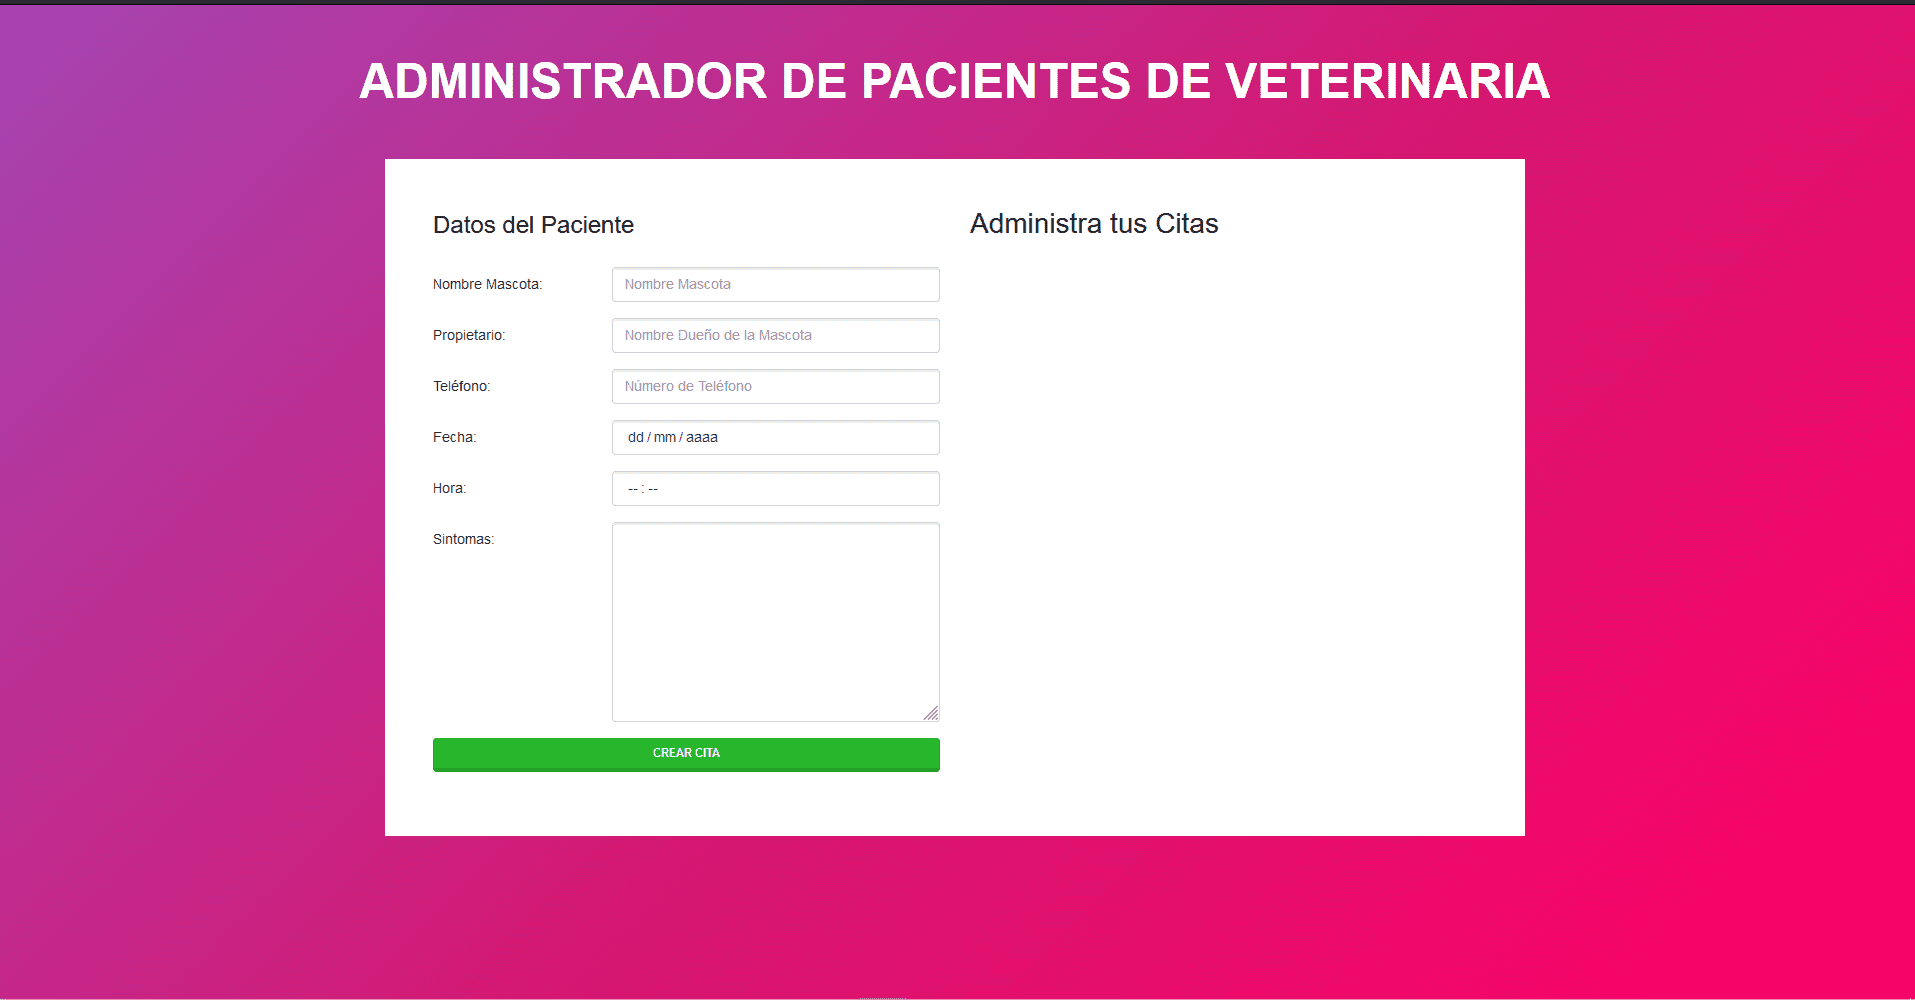 ADMINISTRADOR DE PACIENTES DE VETERINARIA
Datos del Paciente
Nombre Mascota:
Nombre Mascota
Propietario:
Nombre Dueño de la Mascota
Teléfono:
Número de Teléfono
Fecha:
dd / mm / aaaa
Hora:
-- : --
Sintomas:
CREAR CITA
Administra tus Citas